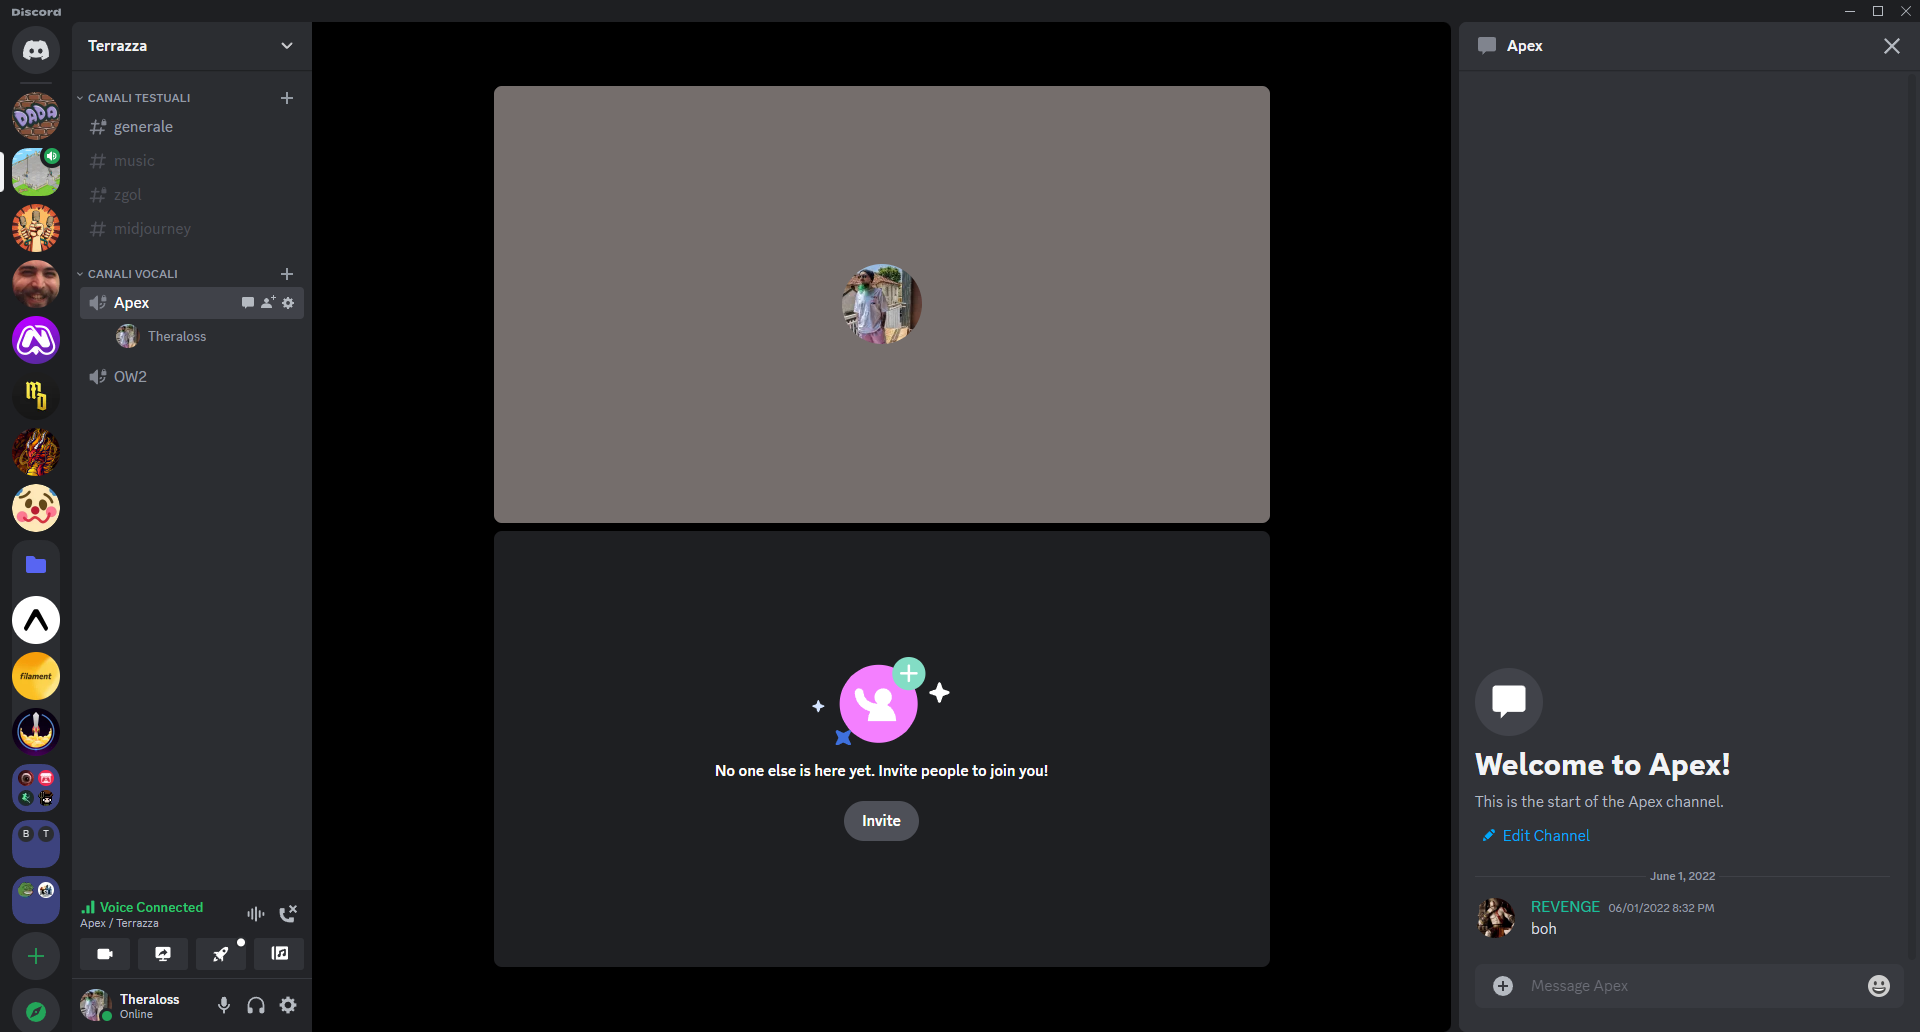 Discord
Terrazza
CANALI TESTUALI
generale
music
zgol
midjourney
CANALI VOCALI
Apex
Theraloss
OW2
DADA
filament
B T
Voice Connected
Apex / Terrazza
Theraloss
Online
No one else is here yet. Invite people to join you!
Invite
Apex
Welcome to Apex!
This is the start of the Apex channel.
Edit Channel
June 1, 2022
REVENGE 06/01/2022 8:32 PM
boh
Message Apex